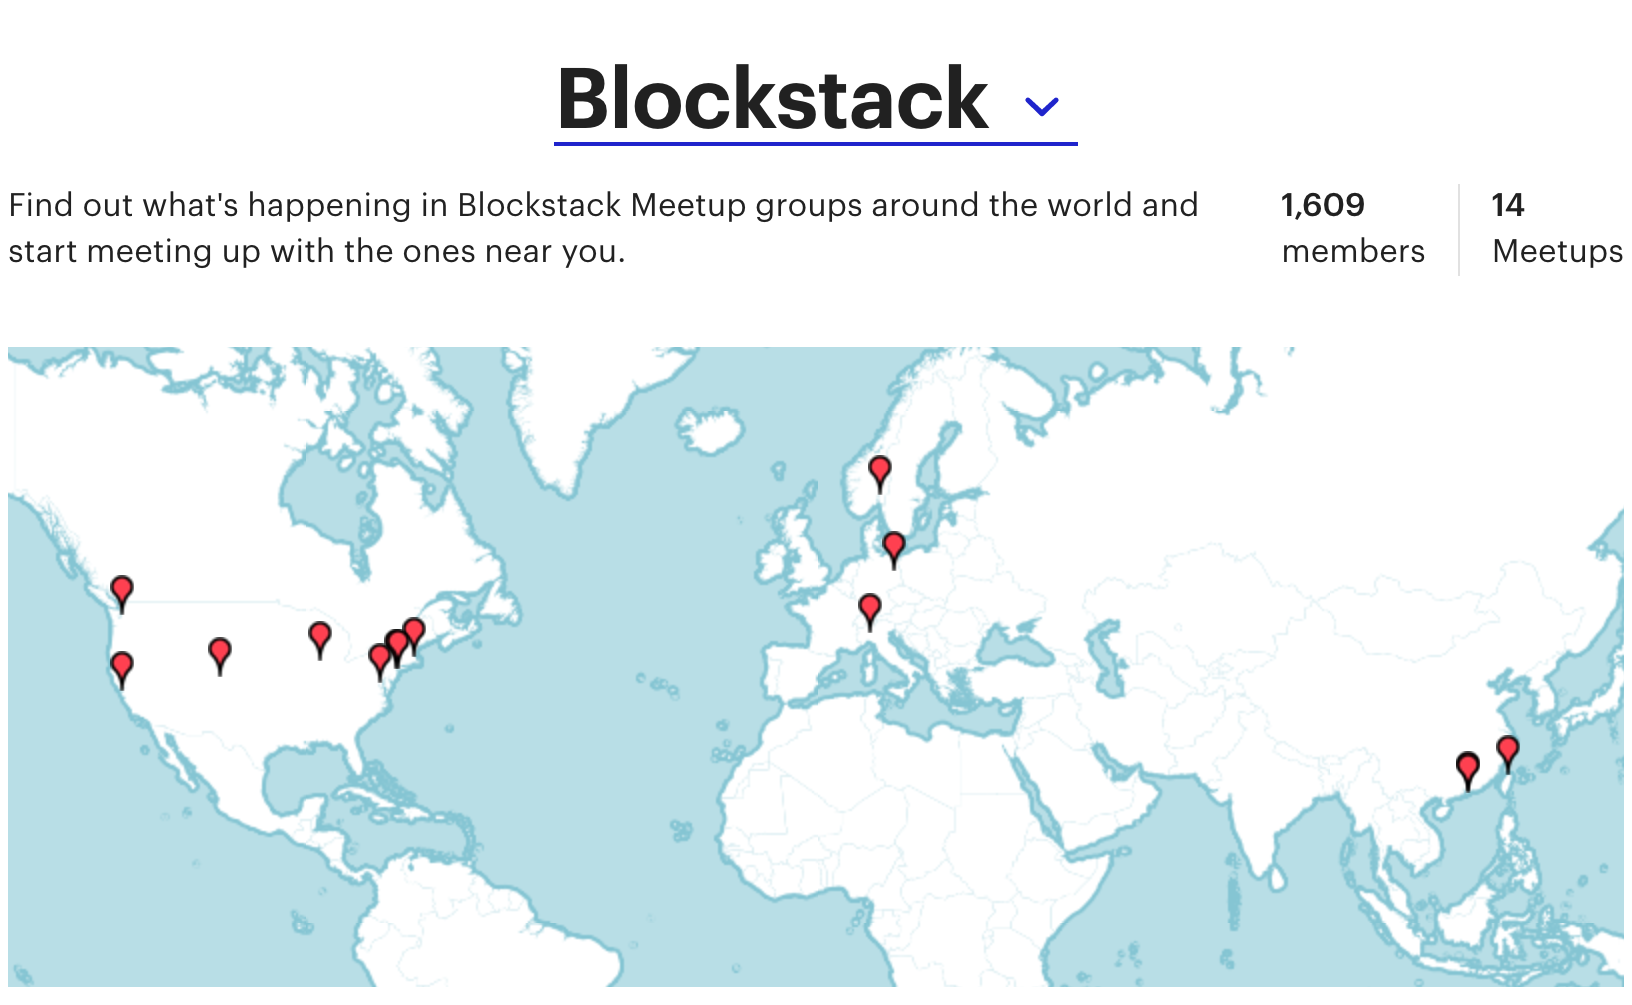 Blockstack
Find out what's happening in Blockstack Meetup groups around the world and
start meeting up with the ones near you.
1,609
members
14
Meetups